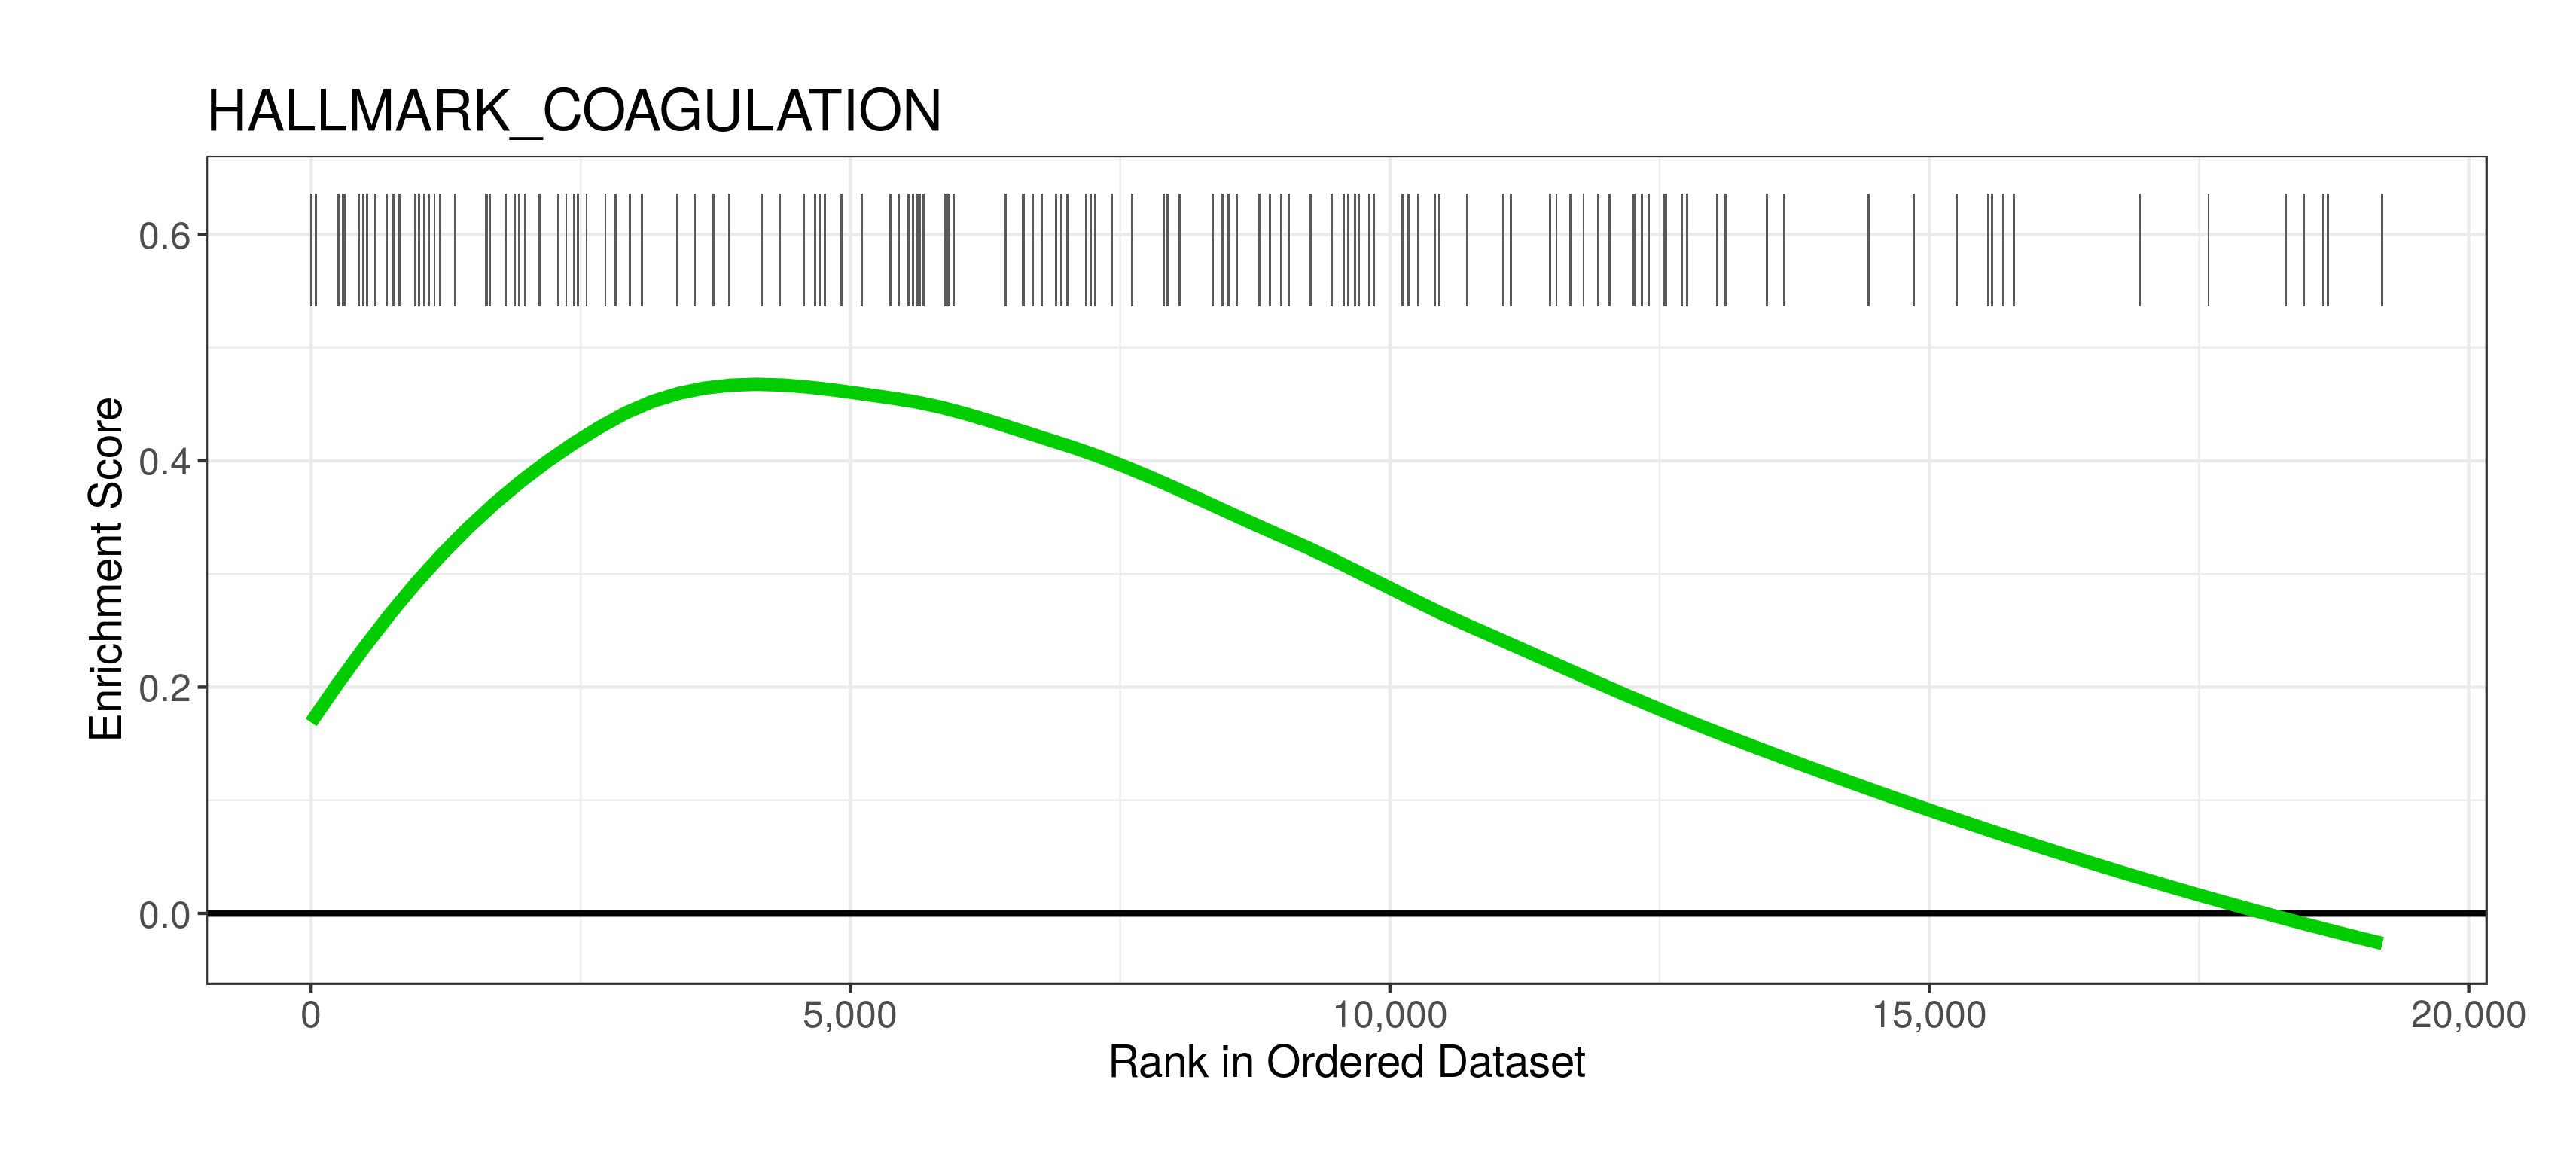 HALLMARK_COAGULATION
0.6
0.4
0.2
0.0
Enrichment Score
0 5,000 10,000 15,000 20,000
Rank in Ordered Dataset